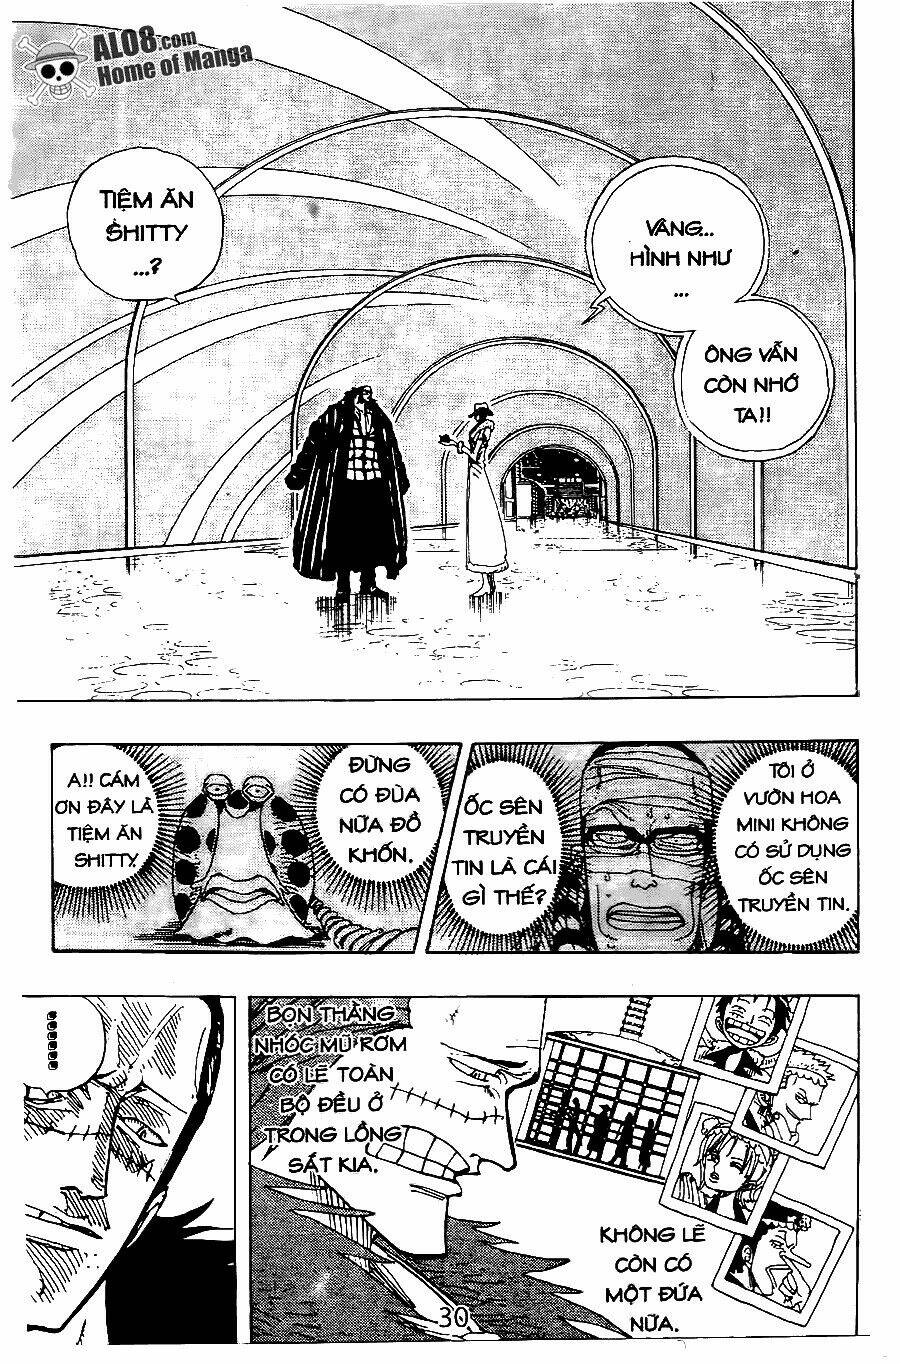 ALO8.com
Home of Manga
VÂNG..
HÌNH NHƯ
...
ÔNG VẪN
CÒN NHỚ
TA!!
TIỆM ĂN
SHITTY
...?
TÔI Ở
VƯỜN HOA
MINI KHÔNG
CÓ SỬ DỤNG
ỐC SÊN
TRUYỀN TIN.
ỐC SÊN
TRUYỀN
TIN LÀ CÁI
GÌ THẾ?
ĐỪNG
CÓ ĐÙA
NỮA ĐỒ
KHỐN.
A!! CÁM
ƠN ĐÂY LÀ
TIỆM ĂN
SHITTY.
BỌN THẰNG
NHÓC MŨ RƠM
CÓ LẼ TOÀN
BỘ ĐỀU Ở
TRONG LỒNG
SẮT KIA.
KHÔNG LẼ
CÒN CÓ
MỘT ĐỨA
NỮA.
30